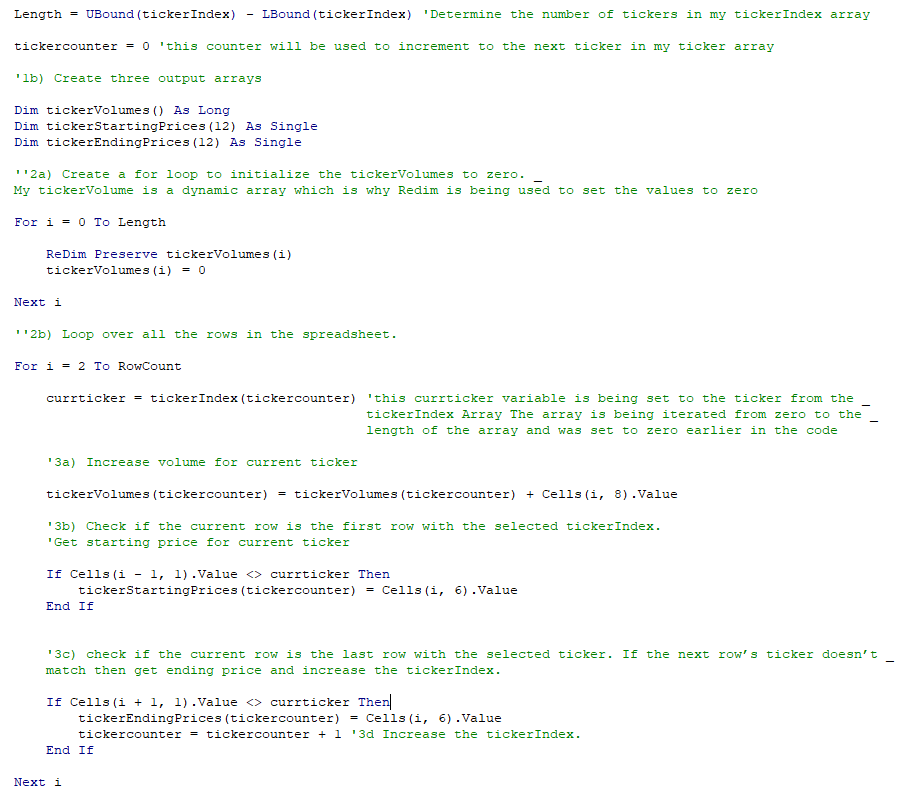 Length = UBound(tickerIndex) - LBound(tickerIndex) 'Determine the number of tickers in my tickerIndex array
tickercounter = 0 'this counter will be used to increment to the next ticker in my ticker array
'1b) Create three output arrays
Dim tickerVolumes() As Long
Dim tickerStartingPrices(12) As Single
Dim tickerEndingPrices(12) As Single
''2a) Create a for loop to initialize the tickerVolumes to zero. _
My tickerVolume is a dynamic array which is why Redim is being used to set the values to zero
For i = 0 To Length
ReDim Preserve tickerVolumes(i)
tickerVolumes(i) = 0
Next i
''2b) Loop over all the rows in the spreadsheet.
For i = 2 To RowCount
currticker = tickerIndex(tickercounter) 'this currticker variable is being set to the ticker from the _
tickerIndex Array The array is being iterated from zero to the _
length of the array and was set to zero earlier in the code
'3a) Increase volume for current ticker
tickerVolumes(tickercounter) = tickerVolumes(tickercounter) + Cells(i, 8).Value
'3b) Check if the current row is the first row with the selected tickerIndex.
'Get starting price for current ticker
If Cells(i - 1, 1).Value <> currticker Then
tickerStartingPrices(tickercounter) = Cells(i, 6).Value
End If
'3c) check if the current row is the last row with the selected ticker. If the next row’s ticker doesn’t _
match then get ending price and increase the tickerIndex.
If Cells(i + 1, 1).Value <> currticker Then
tickerEndingPrices(tickercounter) = Cells(i, 6).Value
tickercounter = tickercounter + 1 '3d Increase the tickerIndex.
End If
Next i